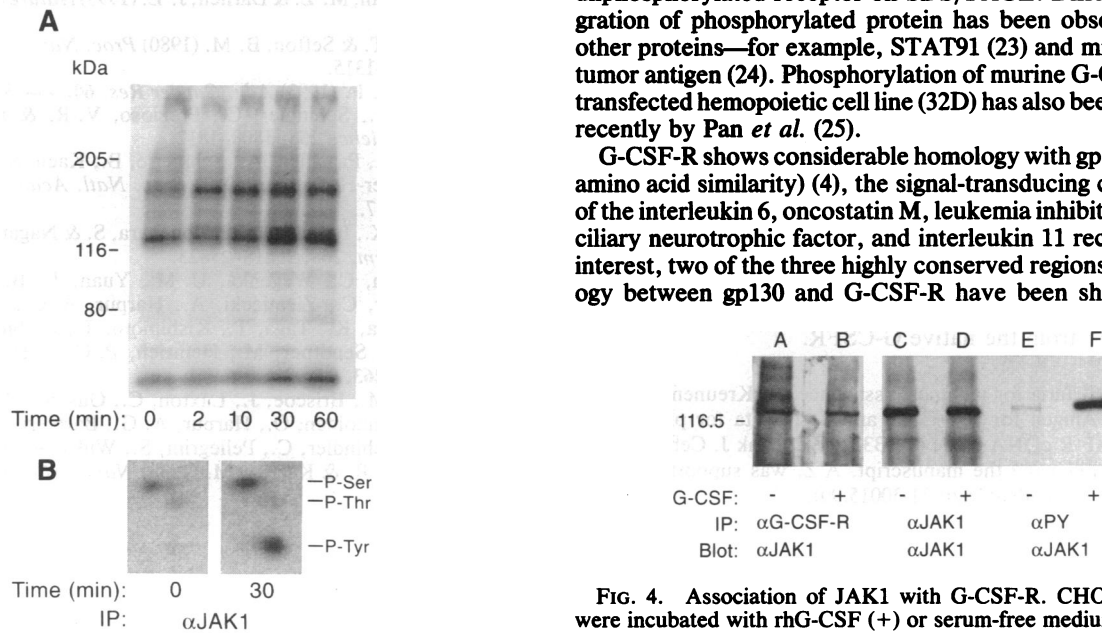 A
kDa
205
116
80
Time (min): 0 2 10 30 60
B
P-Ser
P-Thr
P-Tyr
Time (min): 0 30
IP: αJAK1
gration of phosphorylated protein has been obse
other proteins—for example, STAT91 (23) and m
tumor antigen (24). Phosphorylation of murine G-C
transfected hemopoietic cell line (32D) has also bee
recently by Pan et al. (25).
G-CSF-R shows considerable homology with gp
amino acid similarity) (4), the signal-transducing c
of the interleukin 6, oncostatin M, leukemia inhibit
ciliary neurotrophic factor, and interleukin 11 rec
interest, two of the three highly conserved regions
ogy between gp130 and G-CSF-R have been sh
A B C D E F
116.5
G-CSF: - + - + - +
IP: αG-CSF-R αJAK1 αPY
Blot: αJAK1 αJAK1 αJAK1
FIG. 4. Association of JAK1 with G-CSF-R. CHO
were incubated with rhG-CSF (+) or serum-free mediu